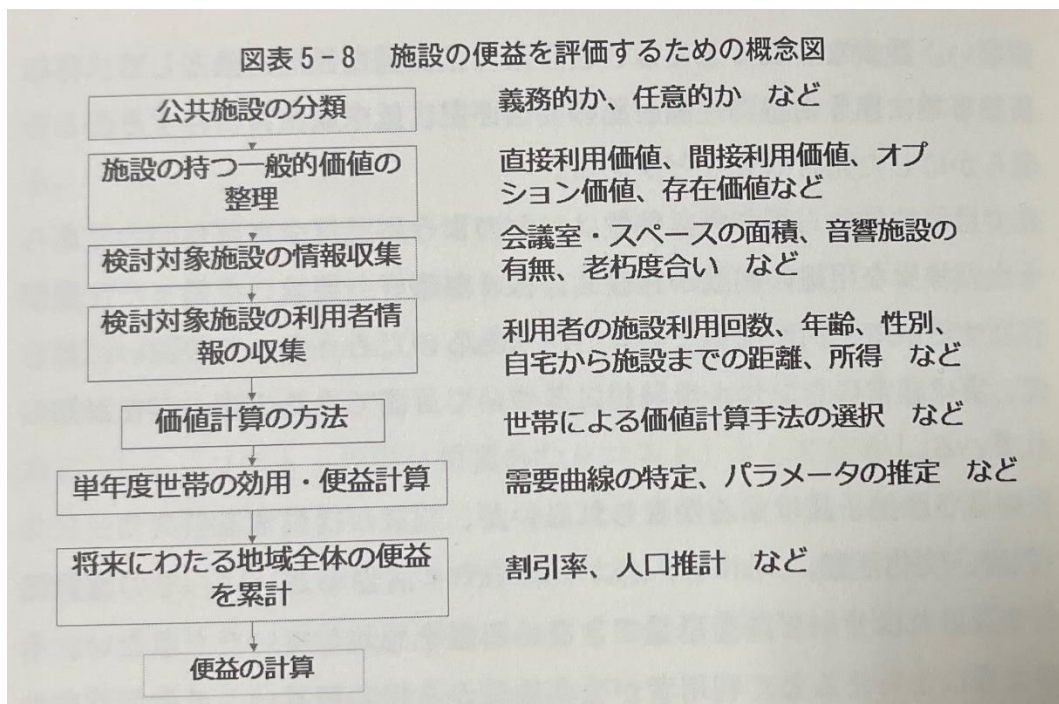 図表5-8 施設の便益を評価するための概念図
公共施設の分類
義務的か、任意的か など
施設の持つ一般的価値の
整理
直接利用価値、間接利用価値、オプ
ション価値、存在価値など
検討対象施設の情報収集
会議室・スペースの面積、音響施設の
有無、老朽度合い など
検討対象施設の利用者情
報の収集
利用者の施設利用回数、年齢、性別、
自宅から施設までの距離、所得 など
価値計算の方法
世帯による価値計算手法の選択 など
単年度世帯の効用・便益計算
需要曲線の特定、パラメータの推定 など
将来にわたる地域全体の便益
を累計
割引率、人口推計 など
便益の計算